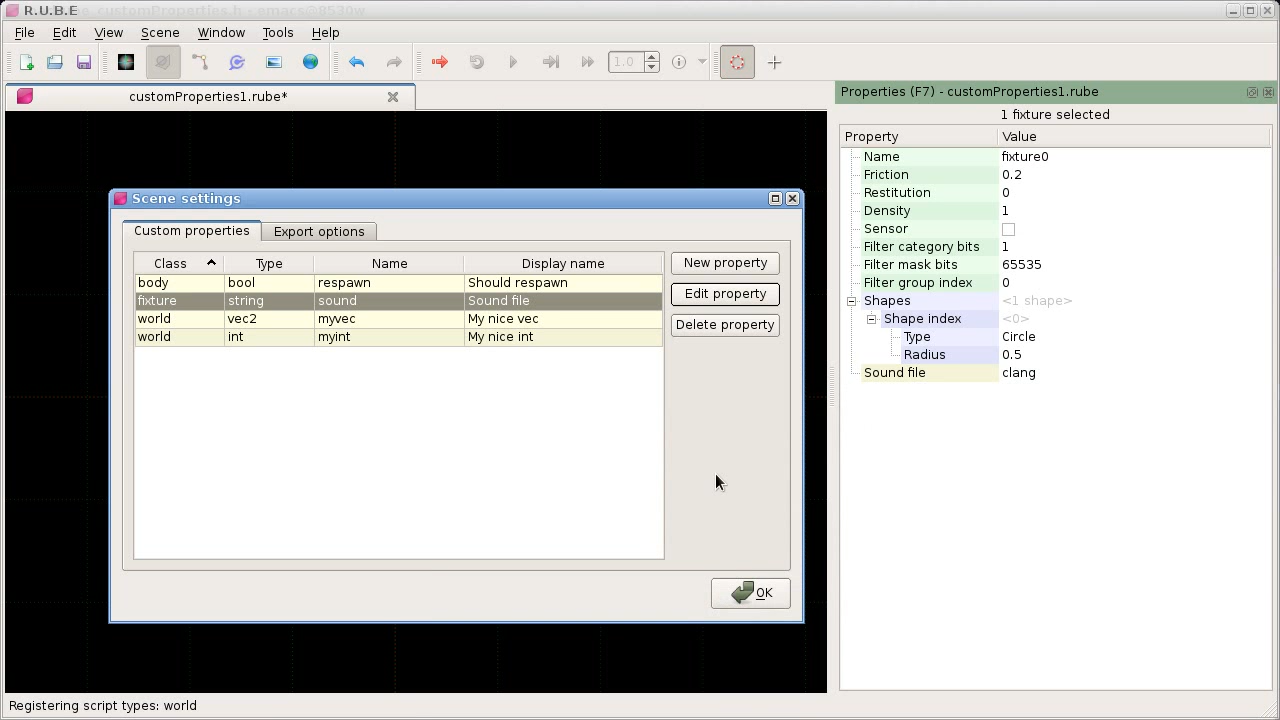 R.U.B.E customProperties.h - emacs@8530w
File Edit View Scene Window Tools Help
1.0
customProperties1.rube*
Properties (F7) - customProperties1.rube
1 fixture selected
Property Value
Name fixture0
Friction 0.2
Restitution 0
Density 1
Sensor
Filter category bits 1
Filter mask bits 65535
Filter group index 0
Shapes <1 shape>
Shape index <0>
Type Circle
Radius 0.5
Sound file clang
Scene settings
Custom properties Export options
Class Type Name Display name
body bool respawn Should respawn
fixture string sound Sound file
world vec2 myvec My nice vec
world int myint My nice int
New property
Edit property
Delete property
OK
Registering script types: world